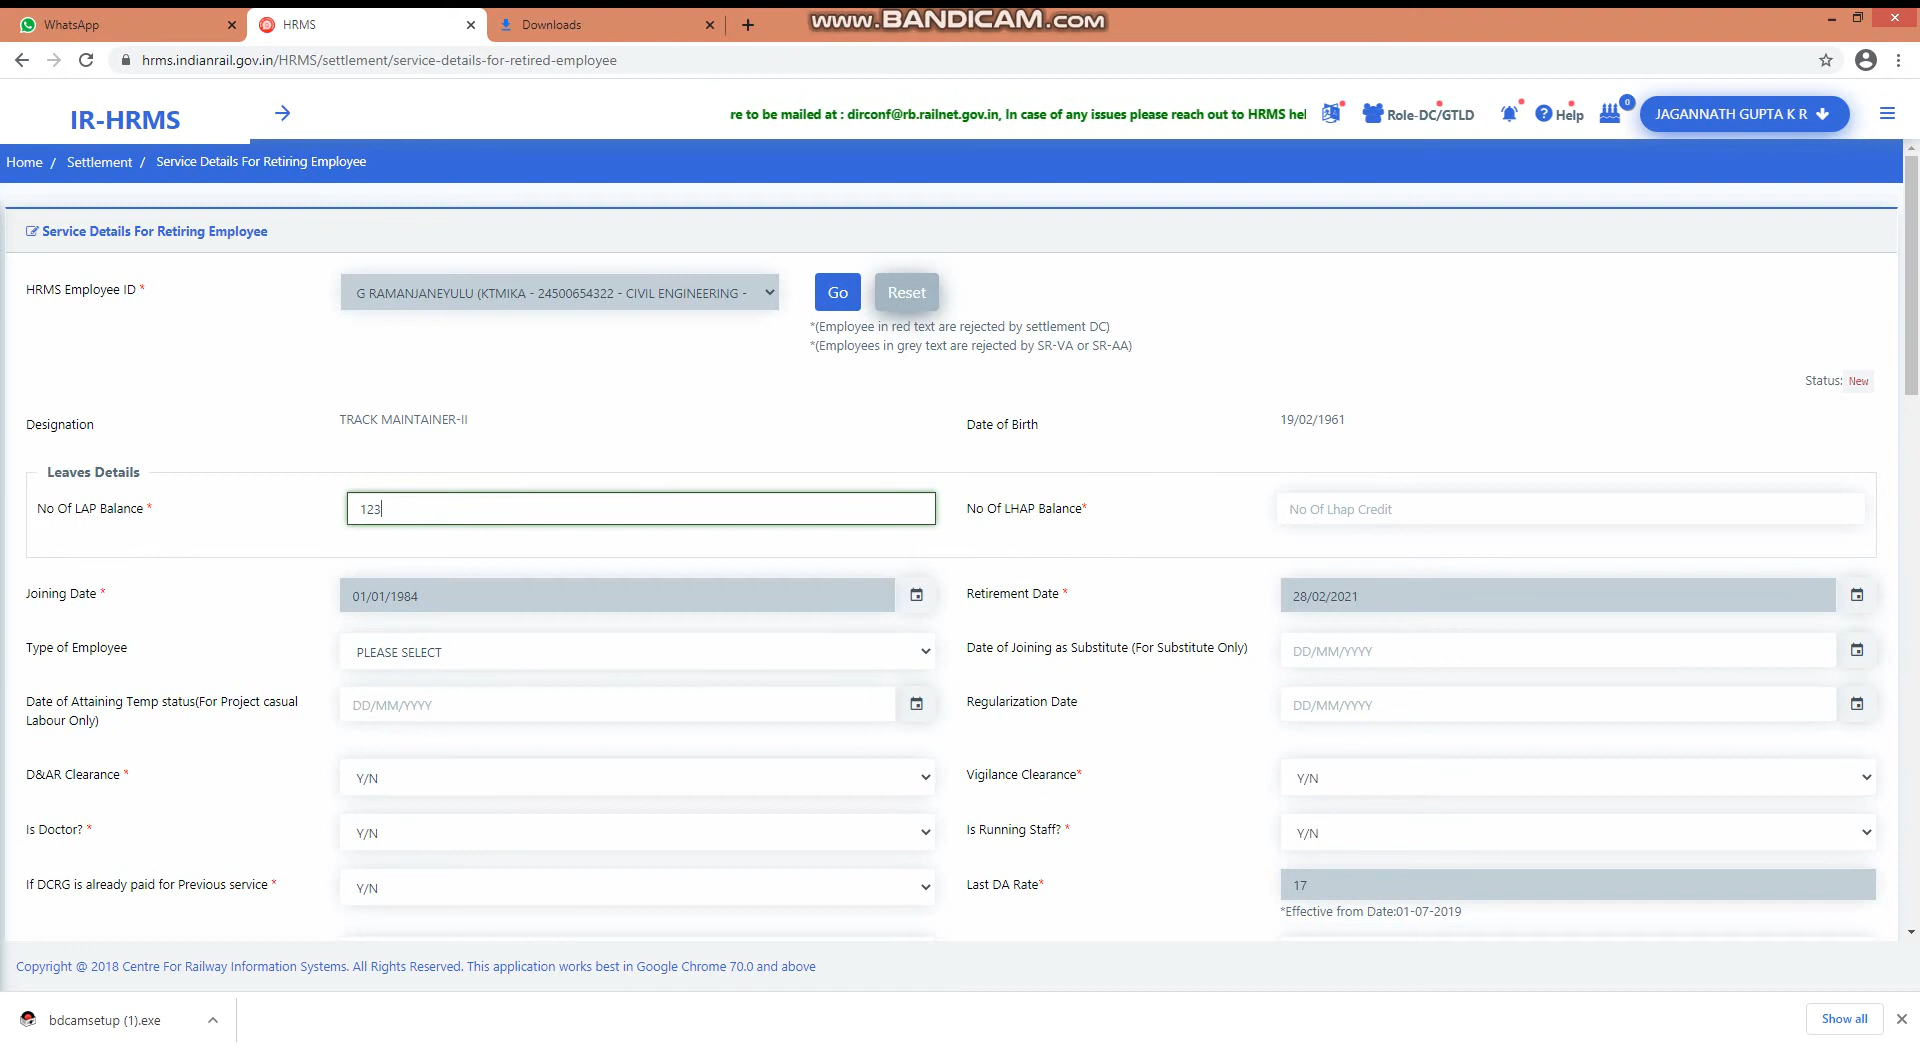 WhatsApp
HRMS
Downloads
www.BANDICAM.com
hrms.indianrail.gov.in/HRMS/settlement/service-details-for-retired-employee
IR-HRMS
re to be mailed at : dirconf@rb.railnet.gov.in, In case of any issues please reach out to HRMS hel
Role-DC/GTLD
Help
0
JAGANNATH GUPTA K R
Home / Settlement / Service Details For Retiring Employee
Service Details For Retiring Employee
HRMS Employee ID *
G RAMANJANEYULU (KTMIKA - 24500654322 - CIVIL ENGINEERING -
Go
Reset
*(Employee in red text are rejected by settlement DC)
*(Employees in grey text are rejected by SR-VA or SR-AA)
Status: New
Designation
TRACK MAINTAINER-II
Date of Birth
19/02/1961
Leaves Details
No Of LAP Balance *
123
No Of LHAP Balance*
No Of Lhap Credit
Joining Date *
01/01/1984
Retirement Date *
28/02/2021
Type of Employee
PLEASE SELECT
Date of Joining as Substitute (For Substitute Only)
DD/MM/YYYY
Date of Attaining Temp status(For Project casual
Labour Only)
DD/MM/YYYY
Regularization Date
DD/MM/YYYY
D&AR Clearance *
Y/N
Vigilance Clearance*
Y/N
Is Doctor? *
Y/N
Is Running Staff? *
Y/N
If DCRG is already paid for Previous service *
Y/N
Last DA Rate*
17
*Effective from Date:01-07-2019
Copyright @ 2018 Centre For Railway Information Systems. All Rights Reserved. This application works best in Google Chrome 70.0 and above
bdcamsetup (1).exe
Show all